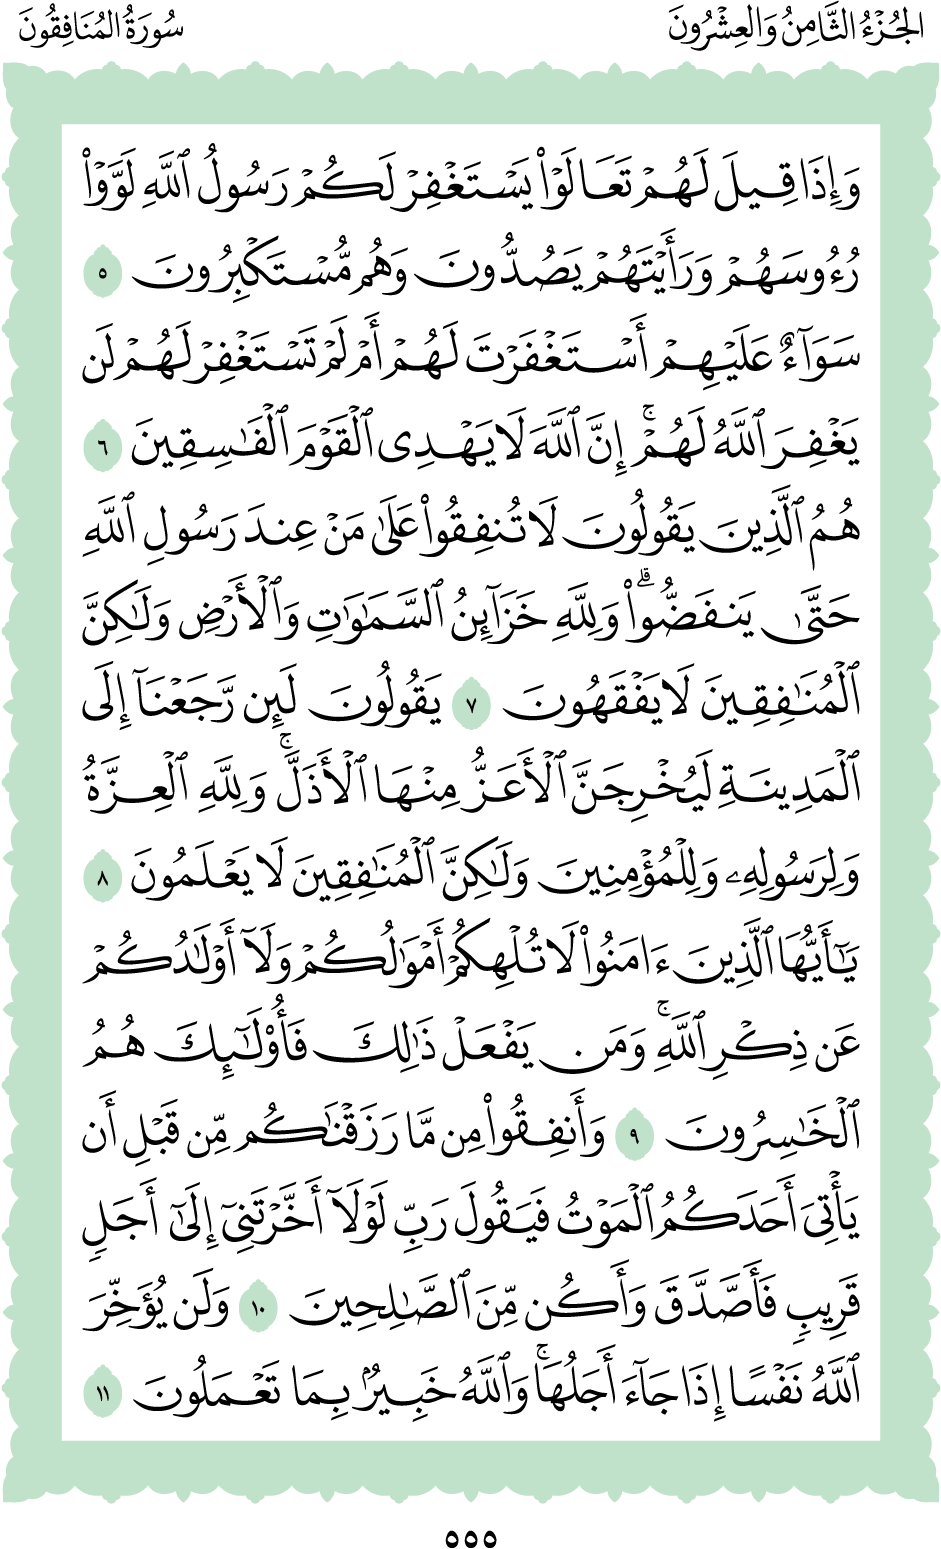 الجُزْءُ الثَّامِنُ وَالعِشْرُونَ
سُورَةُ المُنَافِقُونَ
وَإِذَا قِيلَ لَهُمۡ تَعَالَوۡاْ يَسۡتَغۡفِرۡ لَكُمۡ رَسُولُ ٱللَّهِ لَوَّوۡاْ
رُءُوسَهُمۡ وَرَأَيۡتَهُمۡ يَصُدُّونَ وَهُم مُّسۡتَكۡبِرُونَ ٥
سَوَآءٌ عَلَيۡهِمۡ أَسۡتَغۡفَرۡتَ لَهُمۡ أَمۡ لَمۡ تَسۡتَغۡفِرۡ لَهُمۡ لَن
يَغۡفِرَ ٱللَّهُ لَهُمۡۚ إِنَّ ٱللَّهَ لَا يَهۡدِى ٱلۡقَوۡمَ ٱلۡفَٰسِقِينَ ٦
هُمُ ٱلَّذِينَ يَقُولُونَ لَا تُنفِقُواْ عَلَىٰ مَنۡ عِندَ رَسُولِ ٱللَّهِ
حَتَّىٰ يَنفَضُّواْۗ وَلِلَّهِ خَزَآئِنُ ٱلسَّمَٰوَٰتِ وَٱلۡأَرۡضِ وَلَٰكِنَّ
ٱلۡمُنَٰفِقِينَ لَا يَفۡقَهُونَ ٧ يَقُولُونَ لَئِن رَّجَعۡنَآ إِلَى
ٱلۡمَدِينَةِ لَيُخۡرِجَنَّ ٱلۡأَعَزُّ مِنۡهَا ٱلۡأَذَلَّۚ وَلِلَّهِ ٱلۡعِزَّةُ
وَلِرَسُولِهِۦ وَلِلۡمُؤۡمِنِينَ وَلَٰكِنَّ ٱلۡمُنَٰفِقِينَ لَا يَعۡلَمُونَ ٨
يَٰٓأَيُّهَا ٱلَّذِينَ ءَامَنُواْ لَا تُلۡهِكُمۡ أَمۡوَٰلُكُمۡ وَلَآ أَوۡلَٰدُكُمۡ
عَن ذِكۡرِ ٱللَّهِۚ وَمَن يَفۡعَلۡ ذَٰلِكَ فَأُوْلَٰٓئِكَ هُمُ
ٱلۡخَٰسِرُونَ ٩ وَأَنفِقُواْ مِن مَّا رَزَقۡنَٰكُم مِّن قَبۡلِ أَن
يَأۡتِىَ أَحَدَكُمُ ٱلۡمَوۡتُ فَيَقُولَ رَبِّ لَوۡلَآ أَخَّرۡتَنِىٓ إِلَىٰٓ أَجَلٖ
قَرِيبٖ فَأَصَّدَّقَ وَأَكُن مِّنَ ٱلصَّٰلِحِينَ ١٠ وَلَن يُؤَخِّرَ
ٱللَّهُ نَفۡسًا إِذَا جَآءَ أَجَلُهَاۚ وَٱللَّهُ خَبِيرُۢ بِمَا تَعۡمَلُونَ ١١
٥٥٥